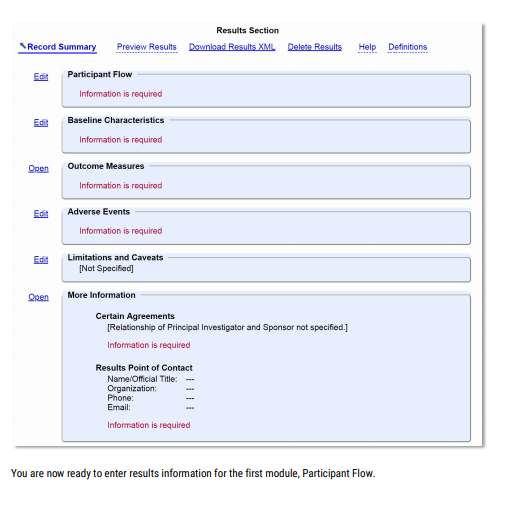 Results Section
Record Summary Preview Results Download Results XML Delete Results Help Definitions
Edit Participant Flow
Information is required
Edit Baseline Characteristics
Information is required
Open Outcome Measures
Information is required
Edit Adverse Events
Information is required
Edit Limitations and Caveats
[Not Specified]
Open More Information
Certain Agreements
[Relationship of Principal Investigator and Sponsor not specified.]
Information is required
Results Point of Contact
Name/Official Title: ---
Organization: ---
Phone: ---
Email: ---
Information is required
You are now ready to enter results information for the first module, Participant Flow.